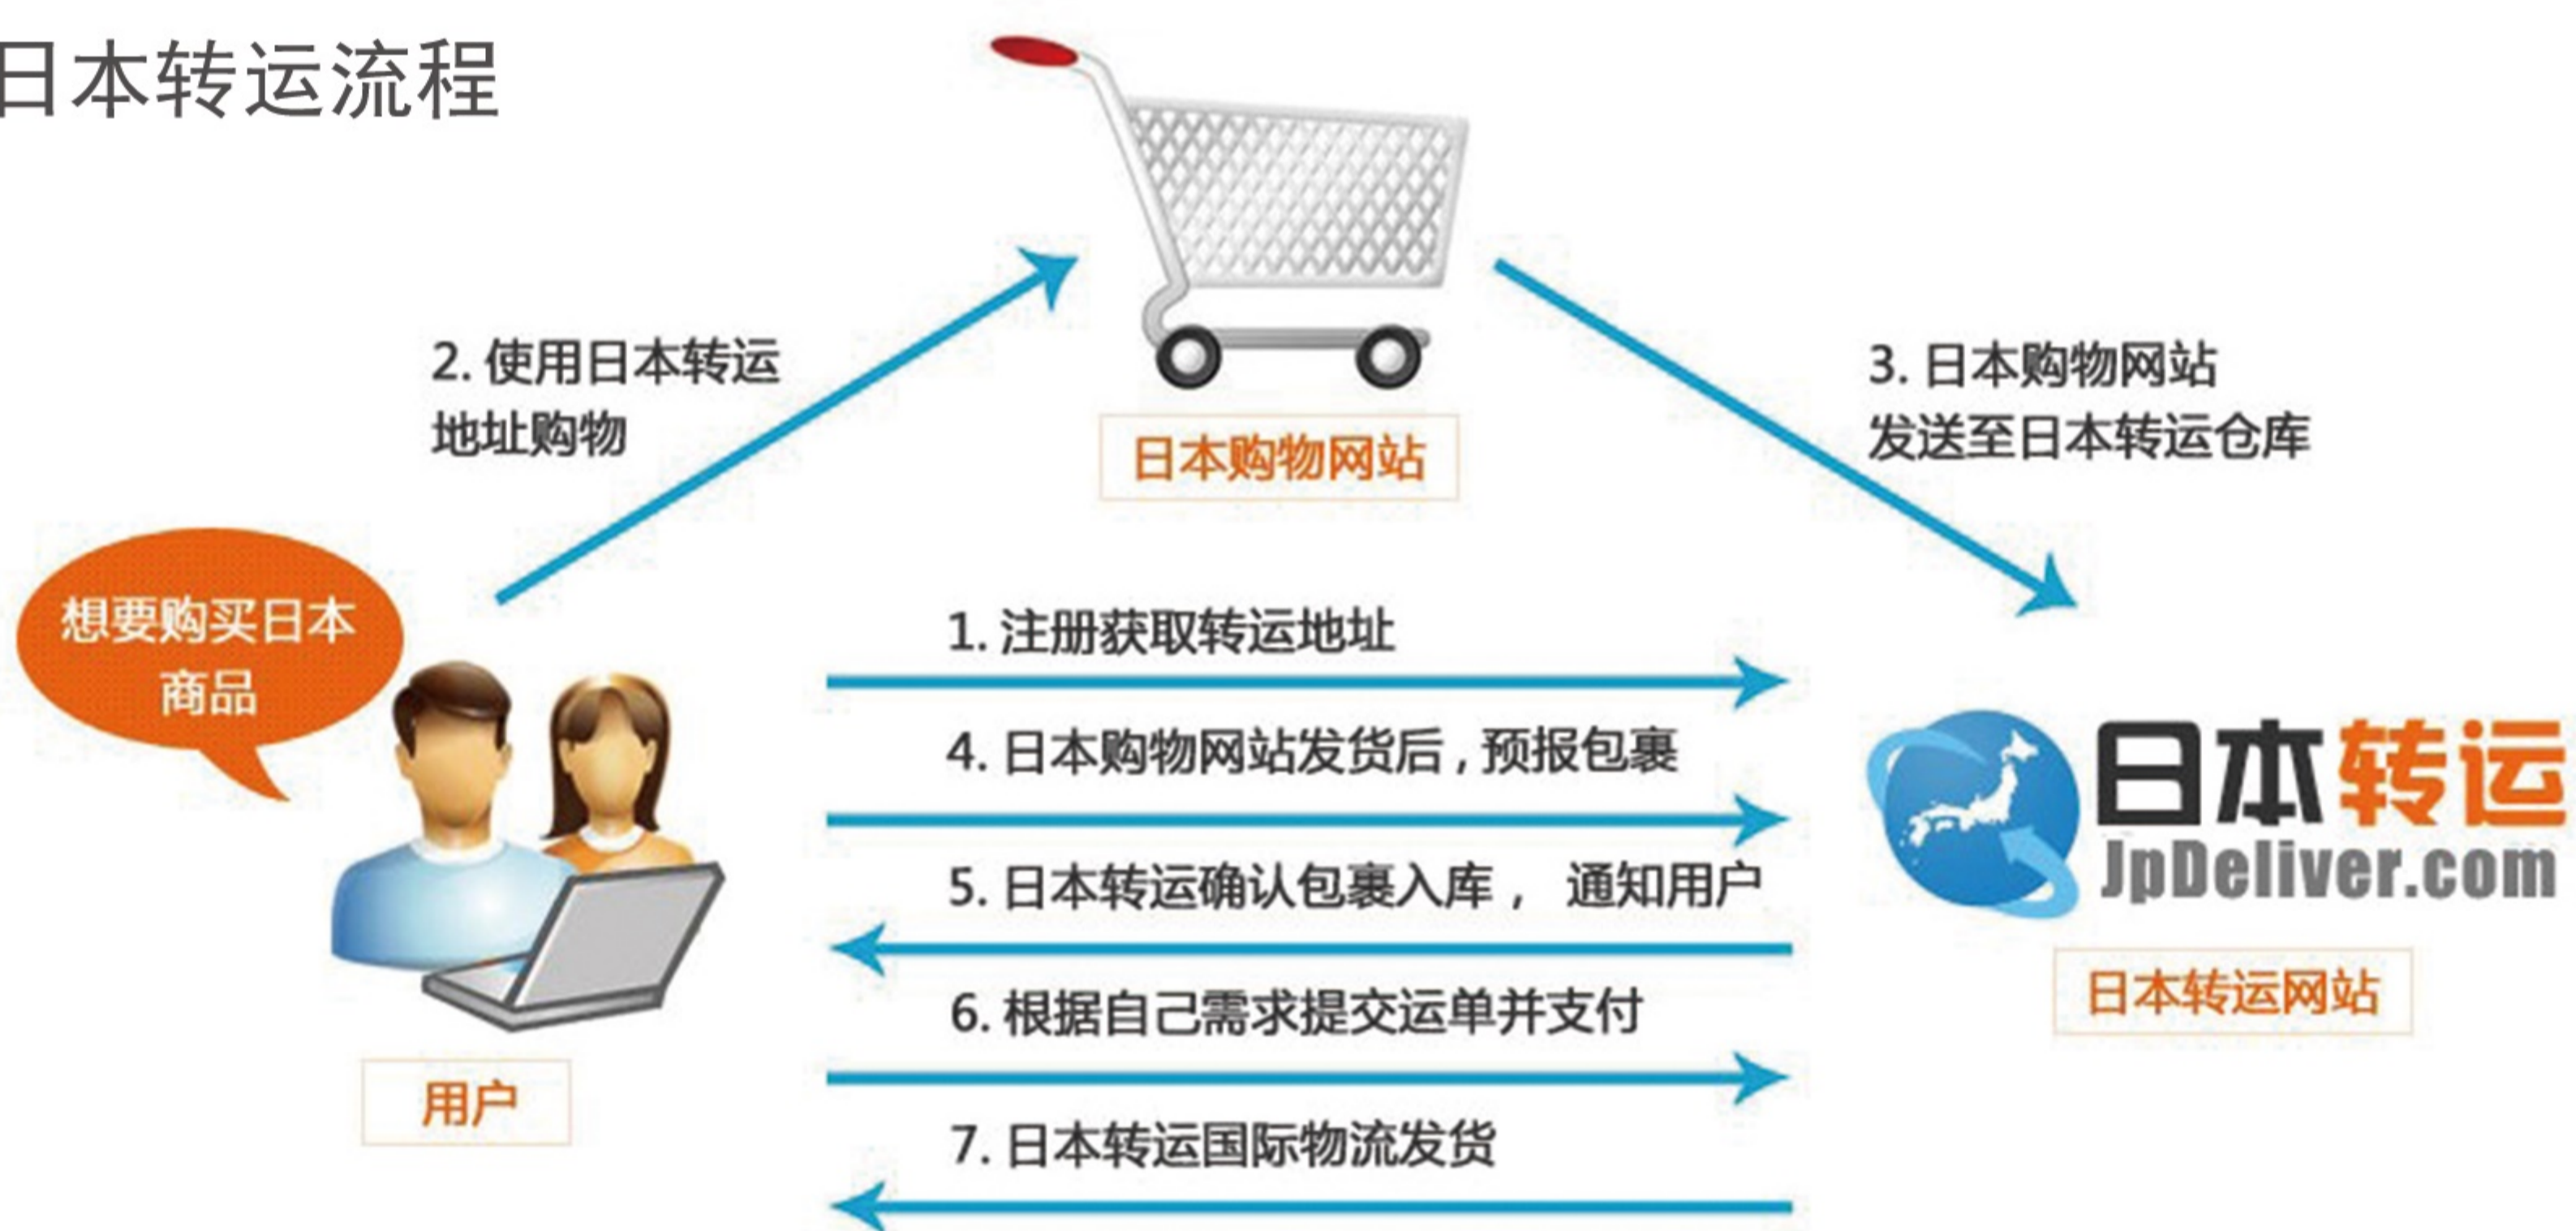 日本转运流程
2. 使用日本转运
地址购物
日本购物网站
3. 日本购物网站
发送至日本转运仓库
想要购买日本
商品
1. 注册获取转运地址
4. 日本购物网站发货后，预报包裹
5. 日本转运确认包裹入库， 通知用户
6. 根据自己需求提交运单并支付
7. 日本转运国际物流发货
用户
日本转运
JpDeliver.com
日本转运网站